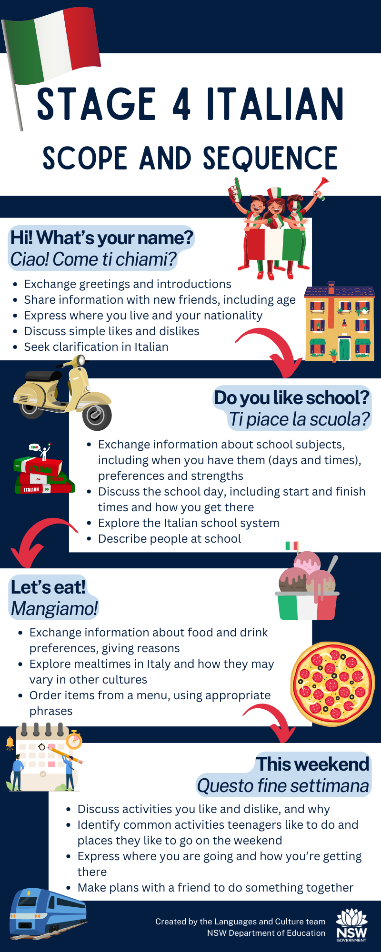 STAGE 4 ITALIAN
SCOPE AND SEQUENCE
Hi! What's your name?
Ciao! Come ti chiami?
• Exchange greetings and introductions
• Share information with new friends, including age
• Express where you live and your nationality
• Discuss simple likes and dislikes
• Seek clarification in Italian
Do you like school?
Ti piace la scuola?
• Exchange information about school subjects,
including when you have them (days and times),
preferences and strengths
• Discuss the school day, including start and finish
times and how you get there
• Explore the Italian school system
• Describe people at school
ITALIAN
Let's eat!
Mangiamo!
• Exchange information about food and drink
preferences, giving reasons
• Explore mealtimes in Italy and how they may
vary in other cultures
• Order items from a menu, using appropriate
phrases
This weekend
Questo fine settimana
• Discuss activities you like and dislike, and why
• Identify common activities teenagers like to do and
places they like to go on the weekend
• Express where you are going and how you're getting
there
• Make plans with a friend to do something together
Created by the Languages and Culture team
NSW Department of Education
NSW
GOVERNMENT